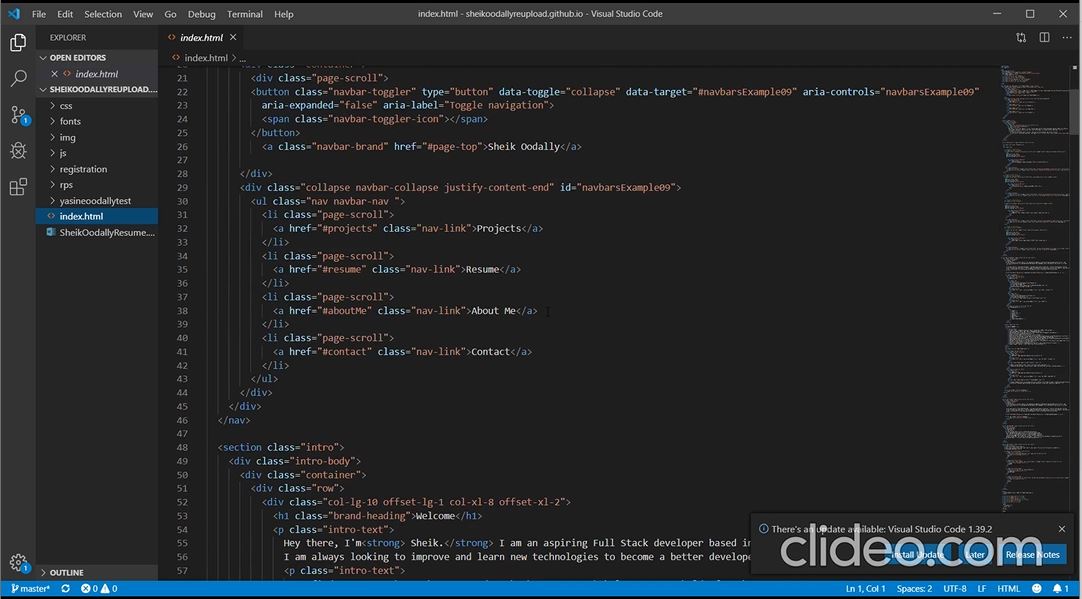 File Edit Selection View Go Debug Terminal Help
index.html - sheikoodallyreupload.github.io - Visual Studio Code
EXPLORER
OPEN EDITORS
index.html
SHEIKOODALLYREUPLOAD....
css
fonts
img
js
registration
rps
yasineoodallytest
index.html
SheikOodallyResume....
OUTLINE
index.html
index.html > ...
21 <div class="page-scroll">
22 <button class="navbar-toggler" type="button" data-toggle="collapse" data-target="#navbarsExample09" aria-controls="navbarsExample09"
23 aria-expanded="false" aria-label="Toggle navigation">
24 <span class="navbar-toggler-icon"></span>
25 </button>
26 <a class="navbar-brand" href="#page-top">Sheik Oodally</a>
27
28 </div>
29 <div class="collapse navbar-collapse justify-content-end" id="navbarsExample09">
30 <ul class="nav navbar-nav ">
31 <li class="page-scroll">
32 <a href="#projects" class="nav-link">Projects</a>
33 </li>
34 <li class="page-scroll">
35 <a href="#resume" class="nav-link">Resume</a>
36 </li>
37 <li class="page-scroll">
38 <a href="#aboutMe" class="nav-link">About Me</a>
39 </li>
40 <li class="page-scroll">
41 <a href="#contact" class="nav-link">Contact</a>
42 </li>
43 </ul>
44 </div>
45 </div>
46 </nav>
47
48 <section class="intro">
49 <div class="intro-body">
50 <div class="container">
51 <div class="row">
52 <div class="col-lg-10 offset-lg-1 col-xl-8 offset-xl-2">
53 <h1 class="brand-heading">Welcome</h1>
54 <p class="intro-text">
55 Hey there, I'm<strong> Sheik.</strong> I am an aspiring Full Stack developer based in
56 I am always looking to improve and learn new technologies to become a better develope
57 <p class="intro-text">
There's an update available: Visual Studio Code 1.39.2
Install Update Later Release Notes
clideo.com
1
1
master* 0 0 Ln 1, Col 1 Spaces: 2 UTF-8 LF HTML 1